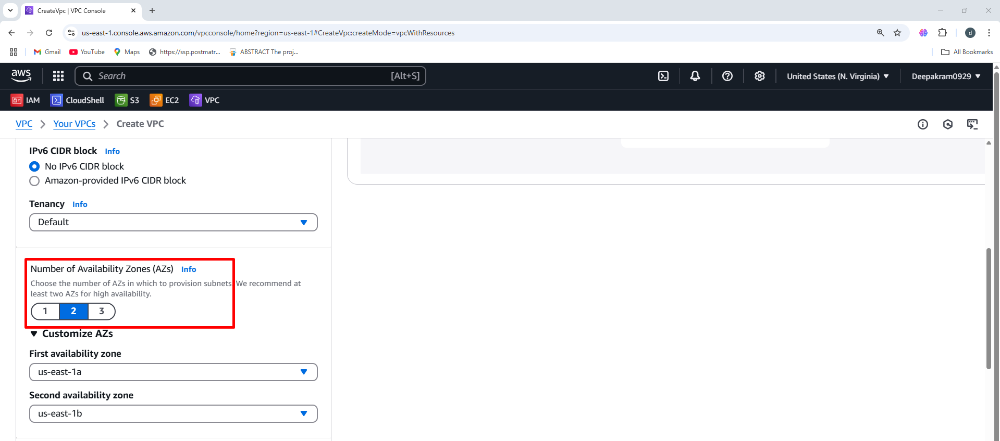 CreateVpc | VPC Console
us-east-1.console.aws.amazon.com/vpcconsole/home?region=us-east-1#CreateVpc:createMode=vpcWithResources
d
Gmail YouTube Maps https://ssp.postmatr... ABSTRACT The proj... All Bookmarks
aws Search [Alt+S] United States (N. Virginia) Deepakram0929
IAM CloudShell S3 EC2 VPC
VPC Your VPCs Create VPC
IPv6 CIDR block Info
No IPv6 CIDR block
Amazon-provided IPv6 CIDR block
Tenancy Info
Default
Number of Availability Zones (AZs) Info
Choose the number of AZs in which to provision subnets. We recommend at
least two AZs for high availability.
1 2 3
Customize AZs
First availability zone
us-east-1a
Second availability zone
us-east-1b